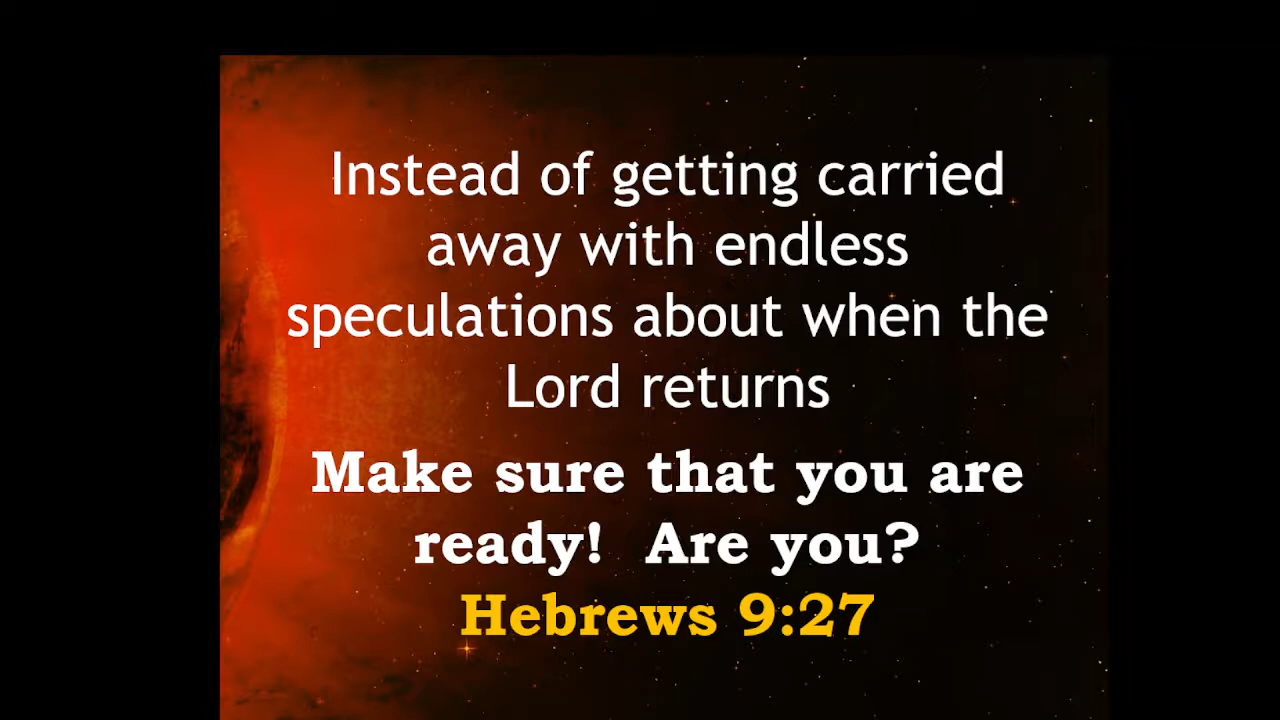 Instead of getting carried
away with endless
speculations about when the
Lord returns
Make sure that you are
ready!  Are you?
Hebrews 9:27